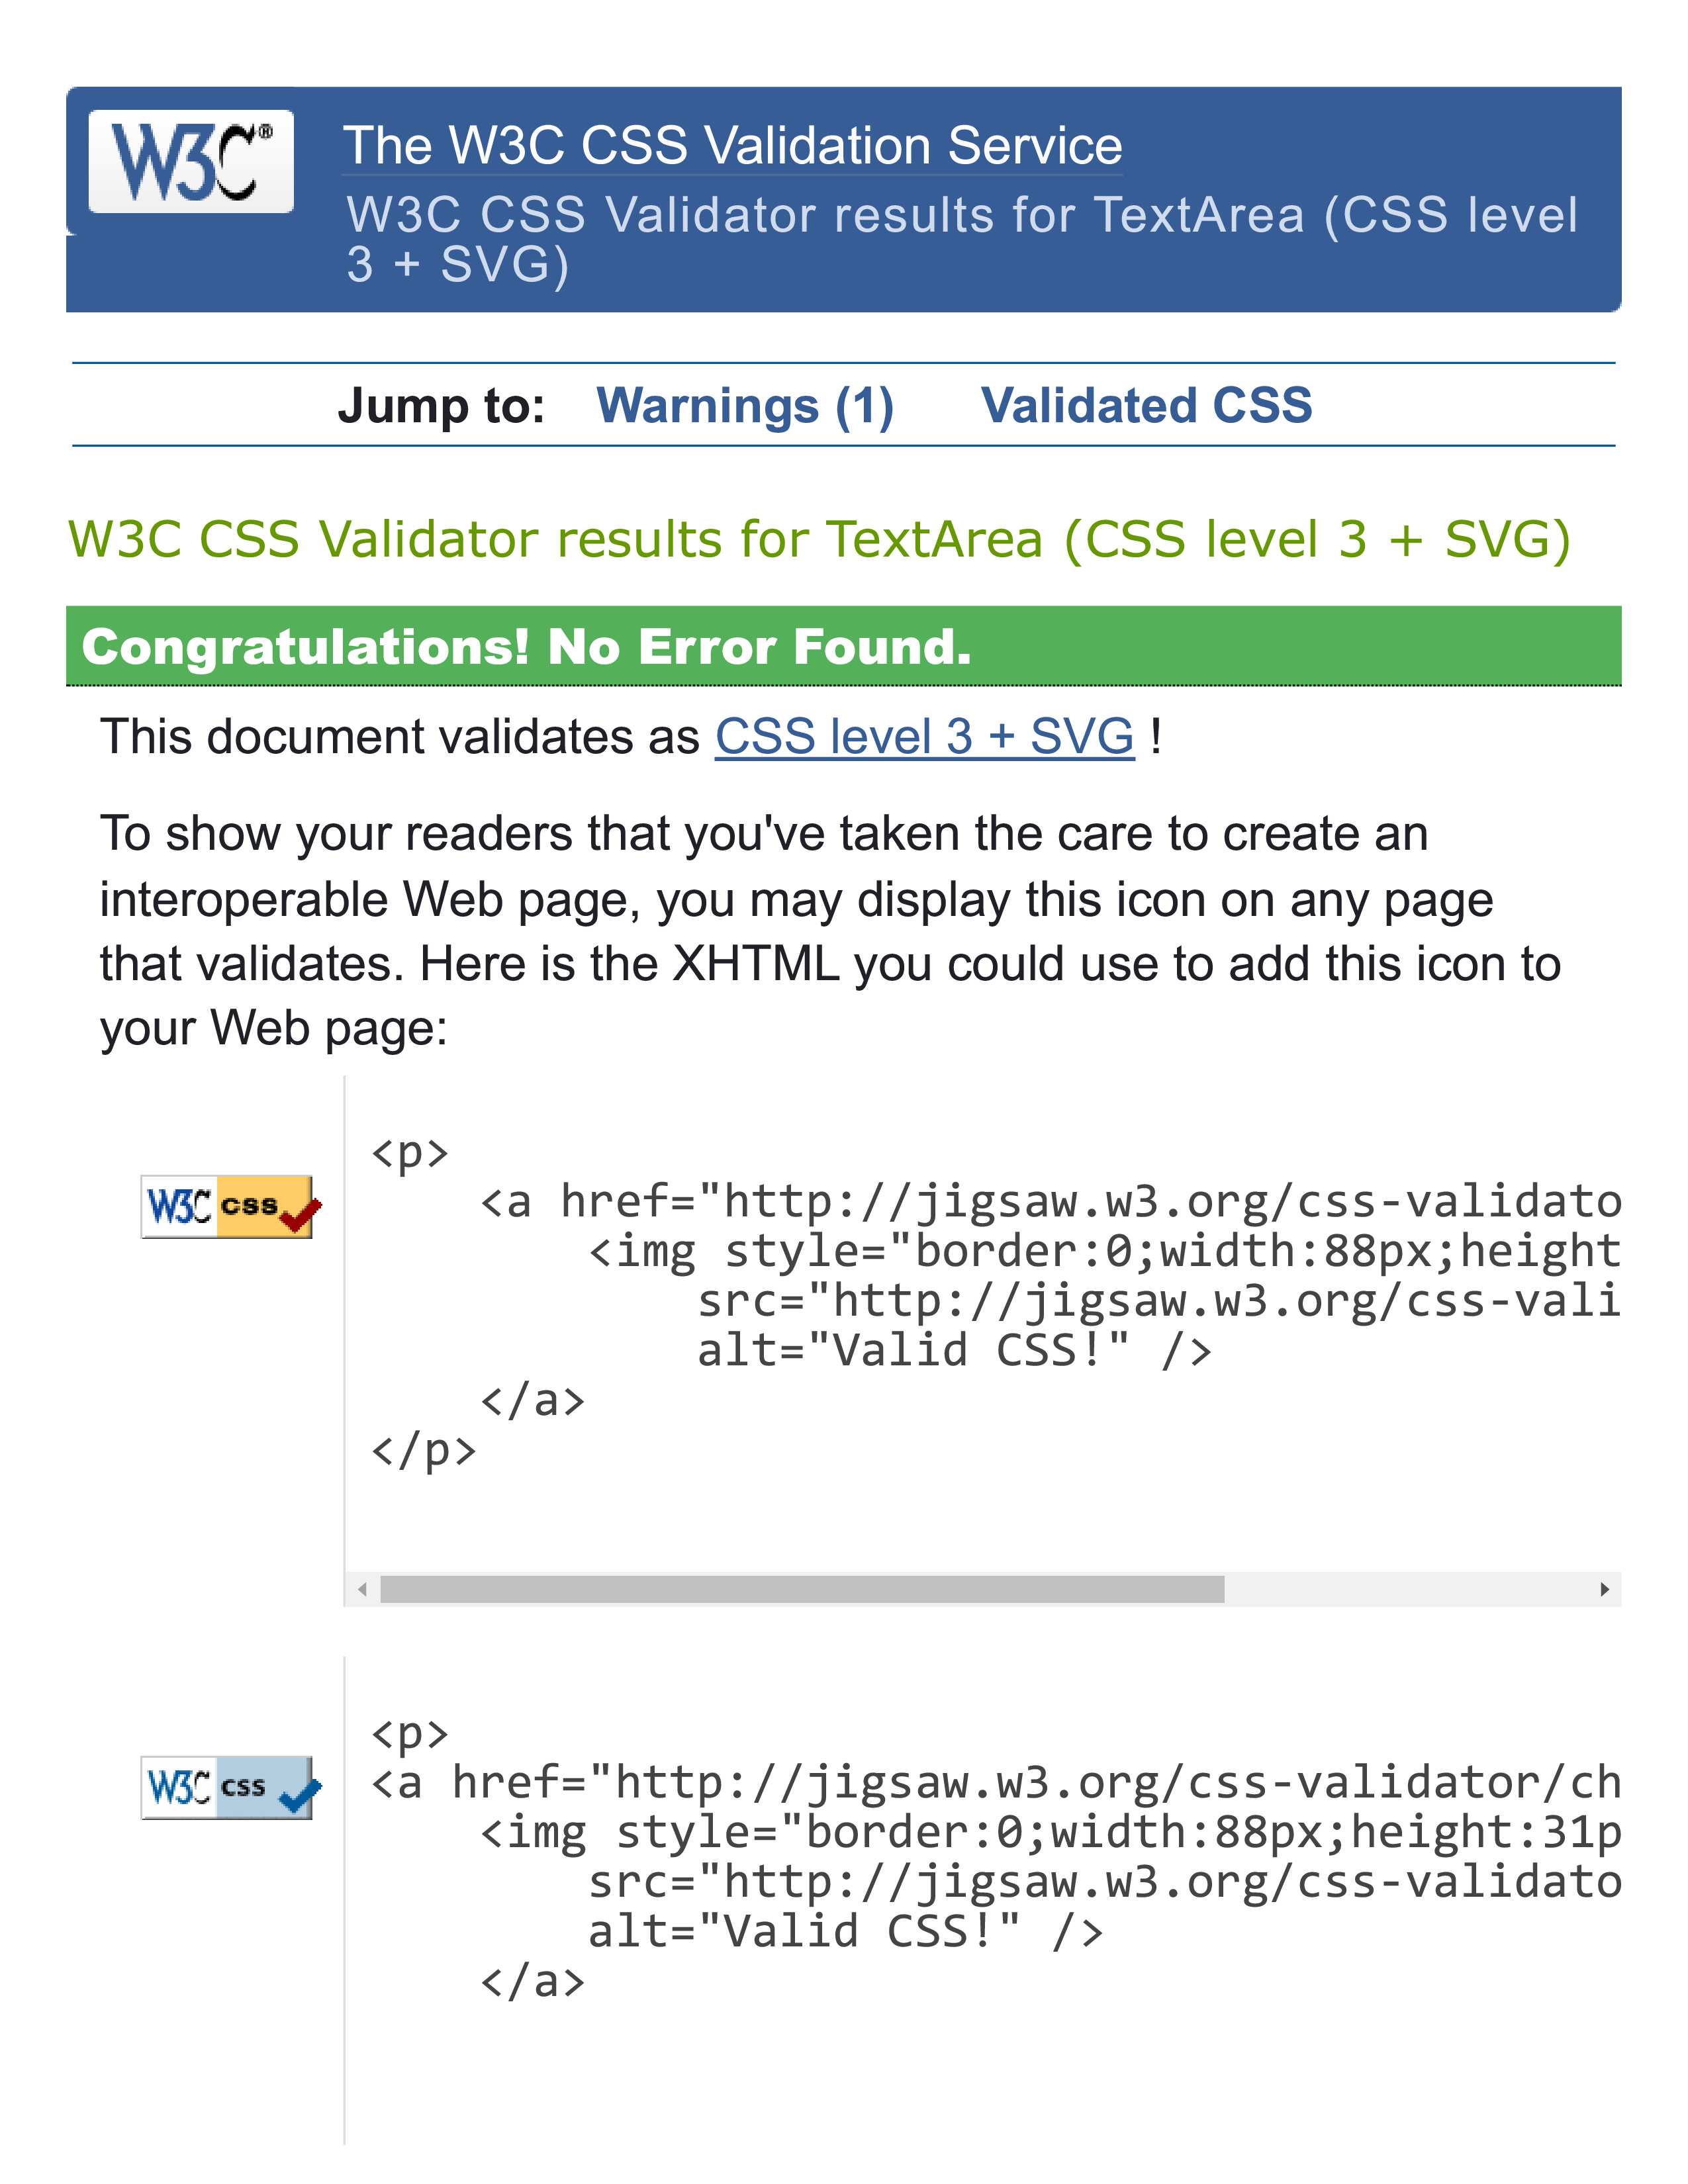 W3C®
The W3C CSS Validation Service
W3C CSS Validator results for TextArea (CSS level
3 + SVG)
Jump to: Warnings (1) Validated CSS
W3C CSS Validator results for TextArea (CSS level 3 + SVG)
Congratulations! No Error Found.
This document validates as CSS level 3 + SVG !
To show your readers that you've taken the care to create an
interoperable Web page, you may display this icon on any page
that validates. Here is the XHTML you could use to add this icon to
your Web page:
W3C css
<p>
    <a href="http://jigsaw.w3.org/css-validato
        <img style="border:0;width:88px;height
            src="http://jigsaw.w3.org/css-vali
            alt="Valid CSS!" />
    </a>
</p>
W3C css
<p>
<a href="http://jigsaw.w3.org/css-validator/ch
    <img style="border:0;width:88px;height:31p
        src="http://jigsaw.w3.org/css-validato
        alt="Valid CSS!" />
    </a>